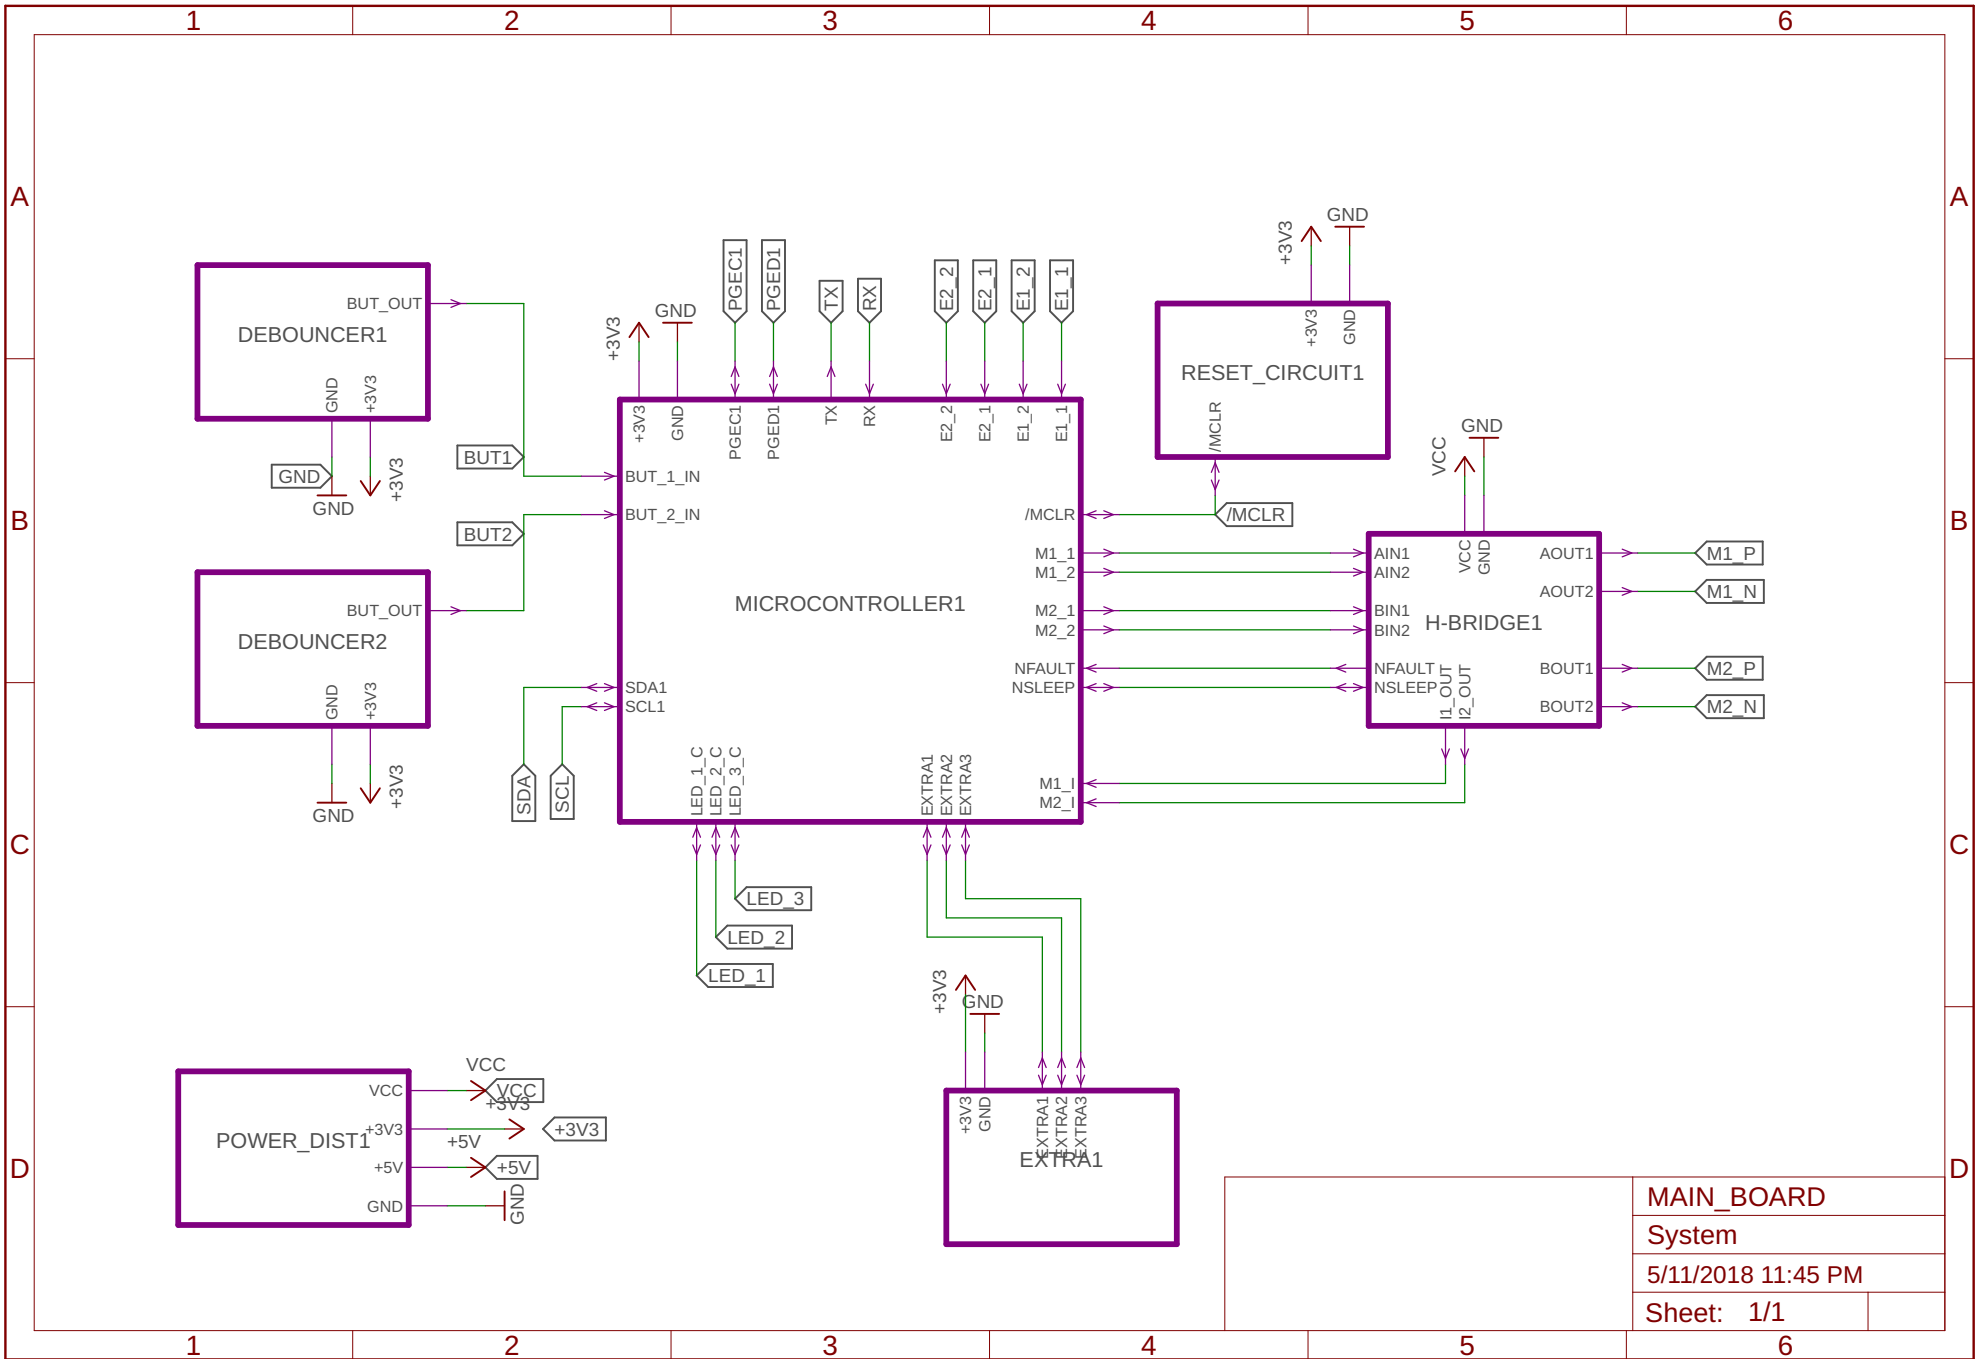 1 2 3 4 5 6
A A
B B
C C
D D
DEBOUNCER1
BUT_OUT
GND
+3V3
GND
GND
+3V3
BUT1
BUT2
DEBOUNCER2
BUT_OUT
GND
+3V3
GND
+3V3
SDA
SCL
+3V3
GND
PGEC1
PGED1
TX
RX
E2_2
E2_1
E1_2
E1_1
MICROCONTROLLER1
+3V3
GND
PGEC1
PGED1
TX
RX
E2_2
E2_1
E1_2
E1_1
BUT_1_IN
BUT_2_IN
SDA1
SCL1
/MCLR
M1_1
M1_2
M2_1
M2_2
NFAULT
NSLEEP
M1_I
M2_I
LED_1_C
LED_2_C
LED_3_C
EXTRA1
EXTRA2
EXTRA3
LED_3
LED_2
LED_1
+3V3
GND
RESET_CIRCUIT1
+3V3
GND
/MCLR
/MCLR
VCC
GND
H-BRIDGE1
VCC
GND
AIN1
AIN2
BIN1
BIN2
NFAULT
NSLEEP
I1_OUT
I2_OUT
AOUT1
AOUT2
BOUT1
BOUT2
M1_P
M1_N
M2_P
M2_N
+3V3
GND
EXTRA1
+3V3
GND
EXTRA1
EXTRA2
EXTRA3
POWER_DIST1
VCC
+3V3
+5V
GND
VCC
VCC
+3V3
+3V3
+5V
+5V
GND
MAIN_BOARD
System
5/11/2018 11:45 PM
Sheet: 1/1
1 2 3 4 5 6